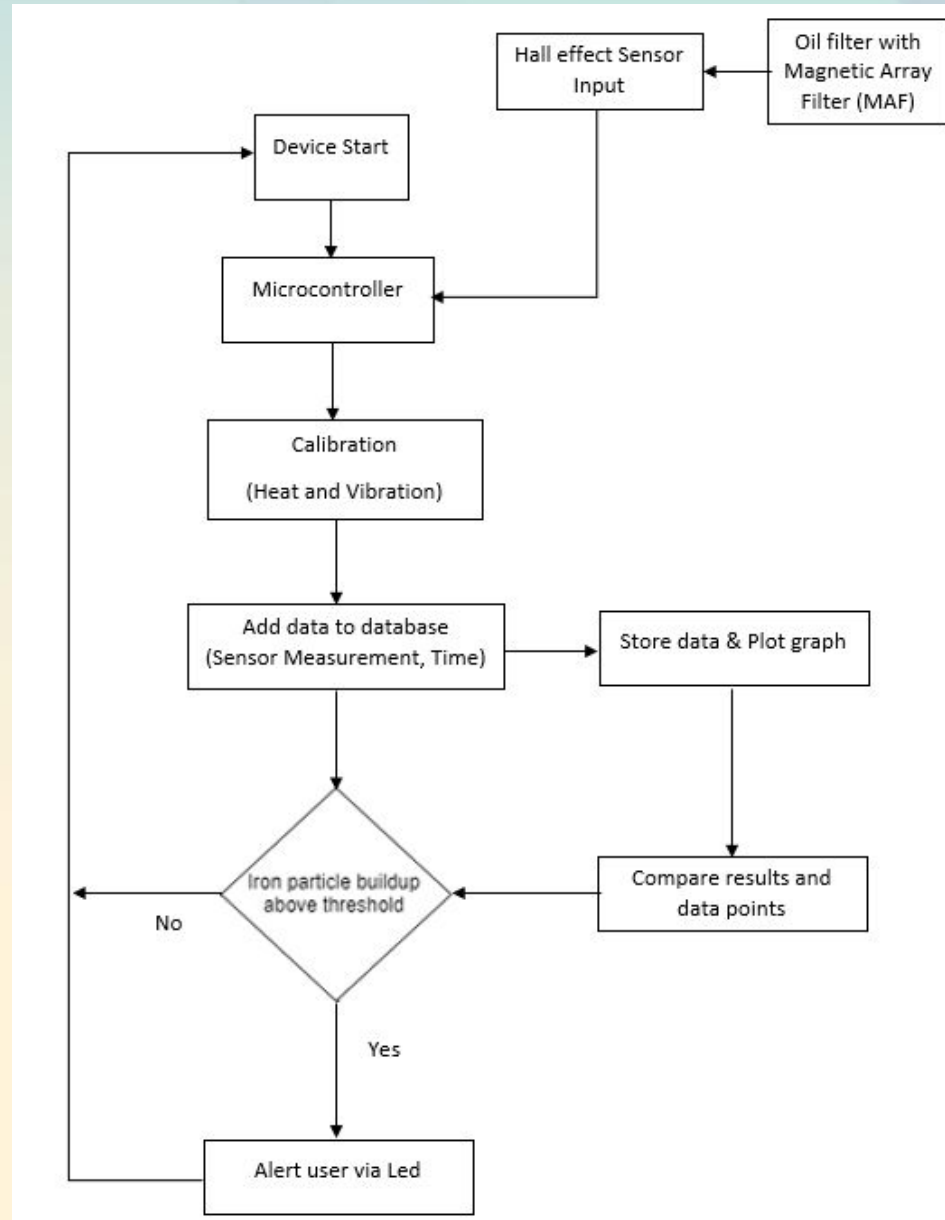 Oil filter with
Magnetic Array
Filter (MAF)
Hall effect Sensor
Input
Device Start
Microcontroller
Calibration
(Heat and Vibration)
Add data to database
(Sensor Measurement, Time)
Store data & Plot graph
Compare results and
data points
Iron particle buildup
above threshold
No
Yes
Alert user via Led